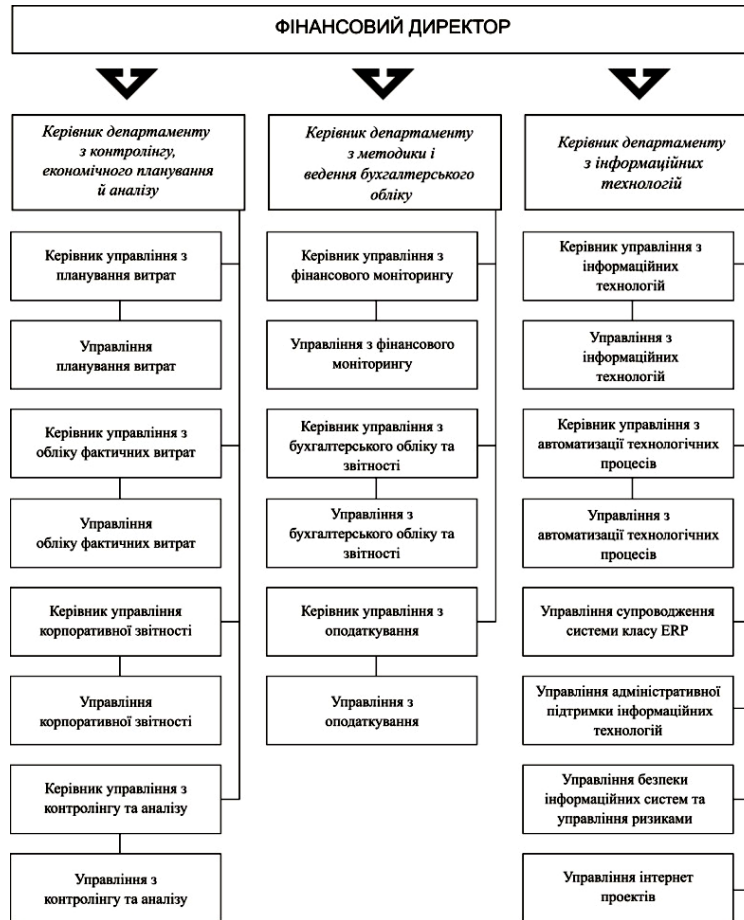 ФІНАНСОВИЙ ДИРЕКТОР
Керівник департаменту
з контролінгу,
економічного планування
й аналізу
Керівник управління з
планування витрат
Управління
планування витрат
Керівник управління з
обліку фактичних витрат
Управління
обліку фактичних витрат
Керівник управління
корпоративної звітності
Управління
корпоративної звітності
Керівник управління з
контролінгу та аналізу
Управління з
контролінгу та аналізу
Керівник департаменту
з методики і
ведення бухгалтерського
обліку
Керівник управління з
фінансового моніторингу
Управління з фінансового
моніторингу
Керівник управління з
бухгалтерського обліку та
звітності
Управління з
бухгалтерського обліку та
звітності
Керівник управління з
оподаткування
Управління з
оподаткування
Керівник департаменту
з інформаційних
технологій
Керівник управління з
інформаційних
технологій
Управління з
інформаційних
технологій
Керівник управління з
автоматизації технологічних
процесів
Управління з
автоматизації технологічних
процесів
Управління супроводження
системи класу ERP
Управління адміністративної
підтримки інформаційних
технологій
Управління безпеки
інформаційних систем та
управління ризиками
Управління інтернет
проектів